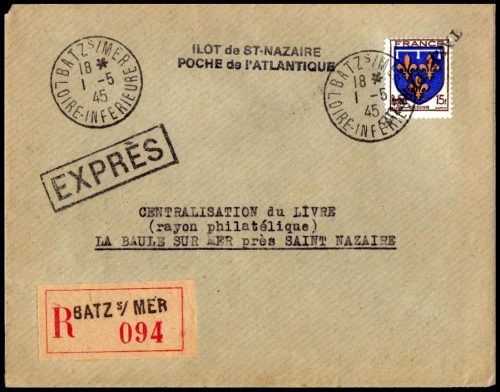 BATZ S/MER
18 *
1 -5
45
LOIRE-INFERIEURE
ILOT de ST-NAZAIRE
POCHE de l'ATLANTIQUE
BATZ S/MER
18 *
1 -5
45
LOIRE-INFERIEURE
FRANCE
15F
EXPRÈS
CENTRALISATION du LIVRE
(rayon philatélique)
LA BAULE SUR MER près SAINT NAZAIRE
R BATZ s/ MER
094